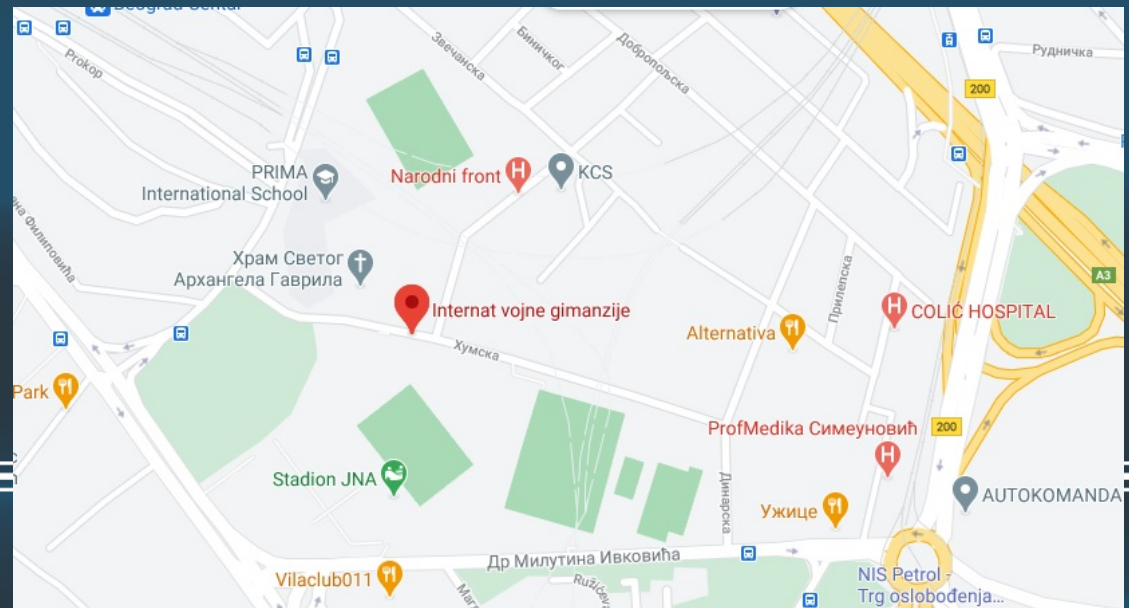 Beograd Centar
Prokop
Звечанска
Биничког
Добропољска
Рудничка
200
PRIMA
International School
Narodni front
KCS
Филиповића
Храм Светог
Архангела Гаврила
Internat vojne gimanzije
Хумска
Прилепска
COLIĆ HOSPITAL
A3
Alternativa
Park
ProfMedika Симеуновић
200
Stadion JNA
Динарска
Ужице
AUTOKOMANDA
Др Милутина Ивковића
Vilaclub011
NIS Petrol -
Trg oslobođenja...